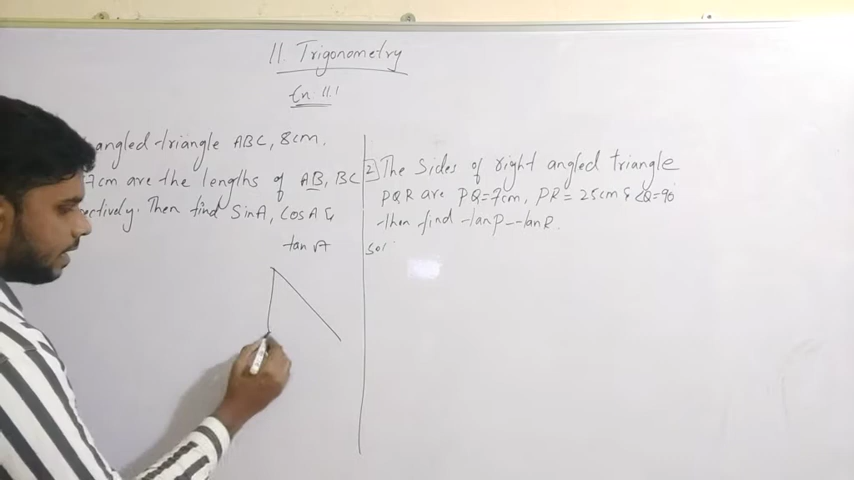 11. Trigonometry
Ex 11.1
angled triangle ABC, 8cm,
7cm are the lengths of AB, BC
ectively. Then find SinA, CosA &
tan A
2 The Sides of right angled triangle
PQR are PQ=7cm, PR=25cm & ∠Q=90°
then find tanP-tanR.
Sol: